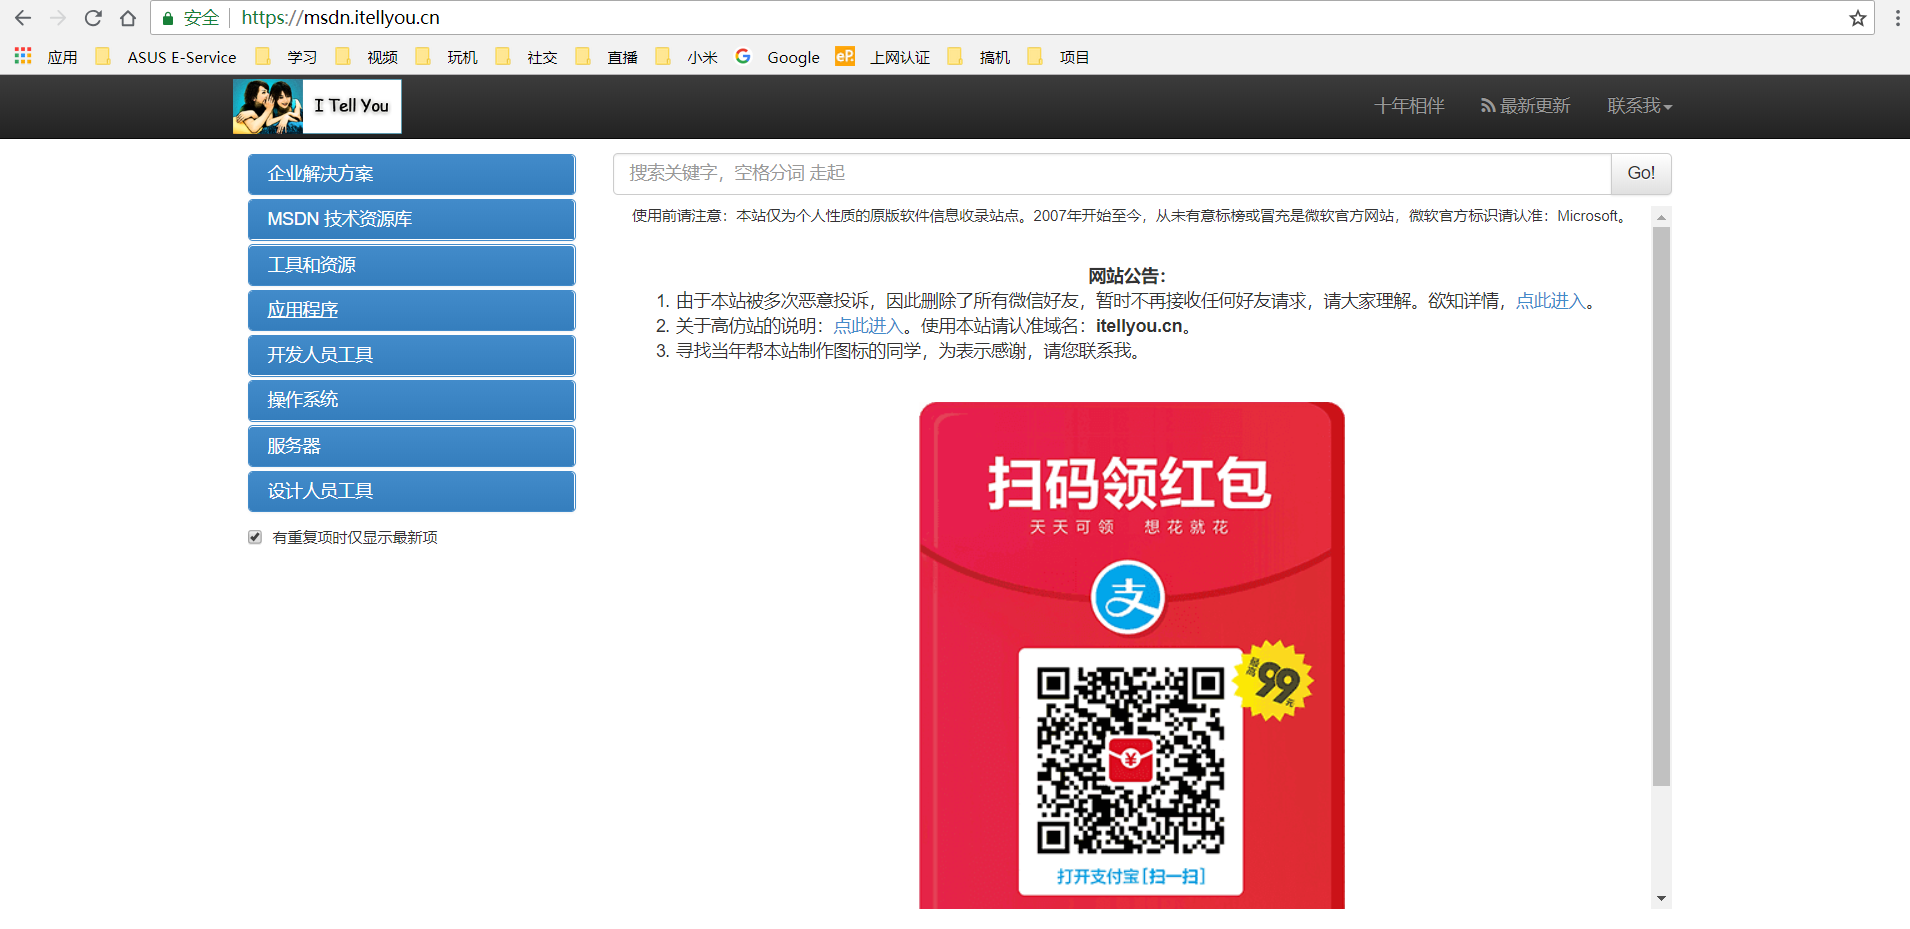 安全 https://msdn.itellyou.cn
应用 ASUS E-Service 学习 视频 玩机 社交 直播 小米 Google eP. 上网认证 搞机 项目
I Tell You 十年相伴 最新更新 联系我
企业解决方案
MSDN 技术资源库
工具和资源
应用程序
开发人员工具
操作系统
服务器
设计人员工具
有重复项时仅显示最新项
搜索关键字，空格分词 走起 Go!
使用前请注意：本站仅为个人性质的原版软件信息收录站点。2007年开始至今，从未有意标榜或冒充是微软官方网站，微软官方标识请认准：Microsoft。
网站公告：
1. 由于本站被多次恶意投诉，因此删除了所有微信好友，暂时不再接收任何好友请求，请大家理解。欲知详情，点此进入。
2. 关于高仿站的说明：点此进入。使用本站请认准域名：itellyou.cn。
3. 寻找当年帮本站制作图标的同学，为表示感谢，请您联系我。
扫码领红包
天天可领 想花就花
支
最高99元
¥
打开支付宝[扫一扫]